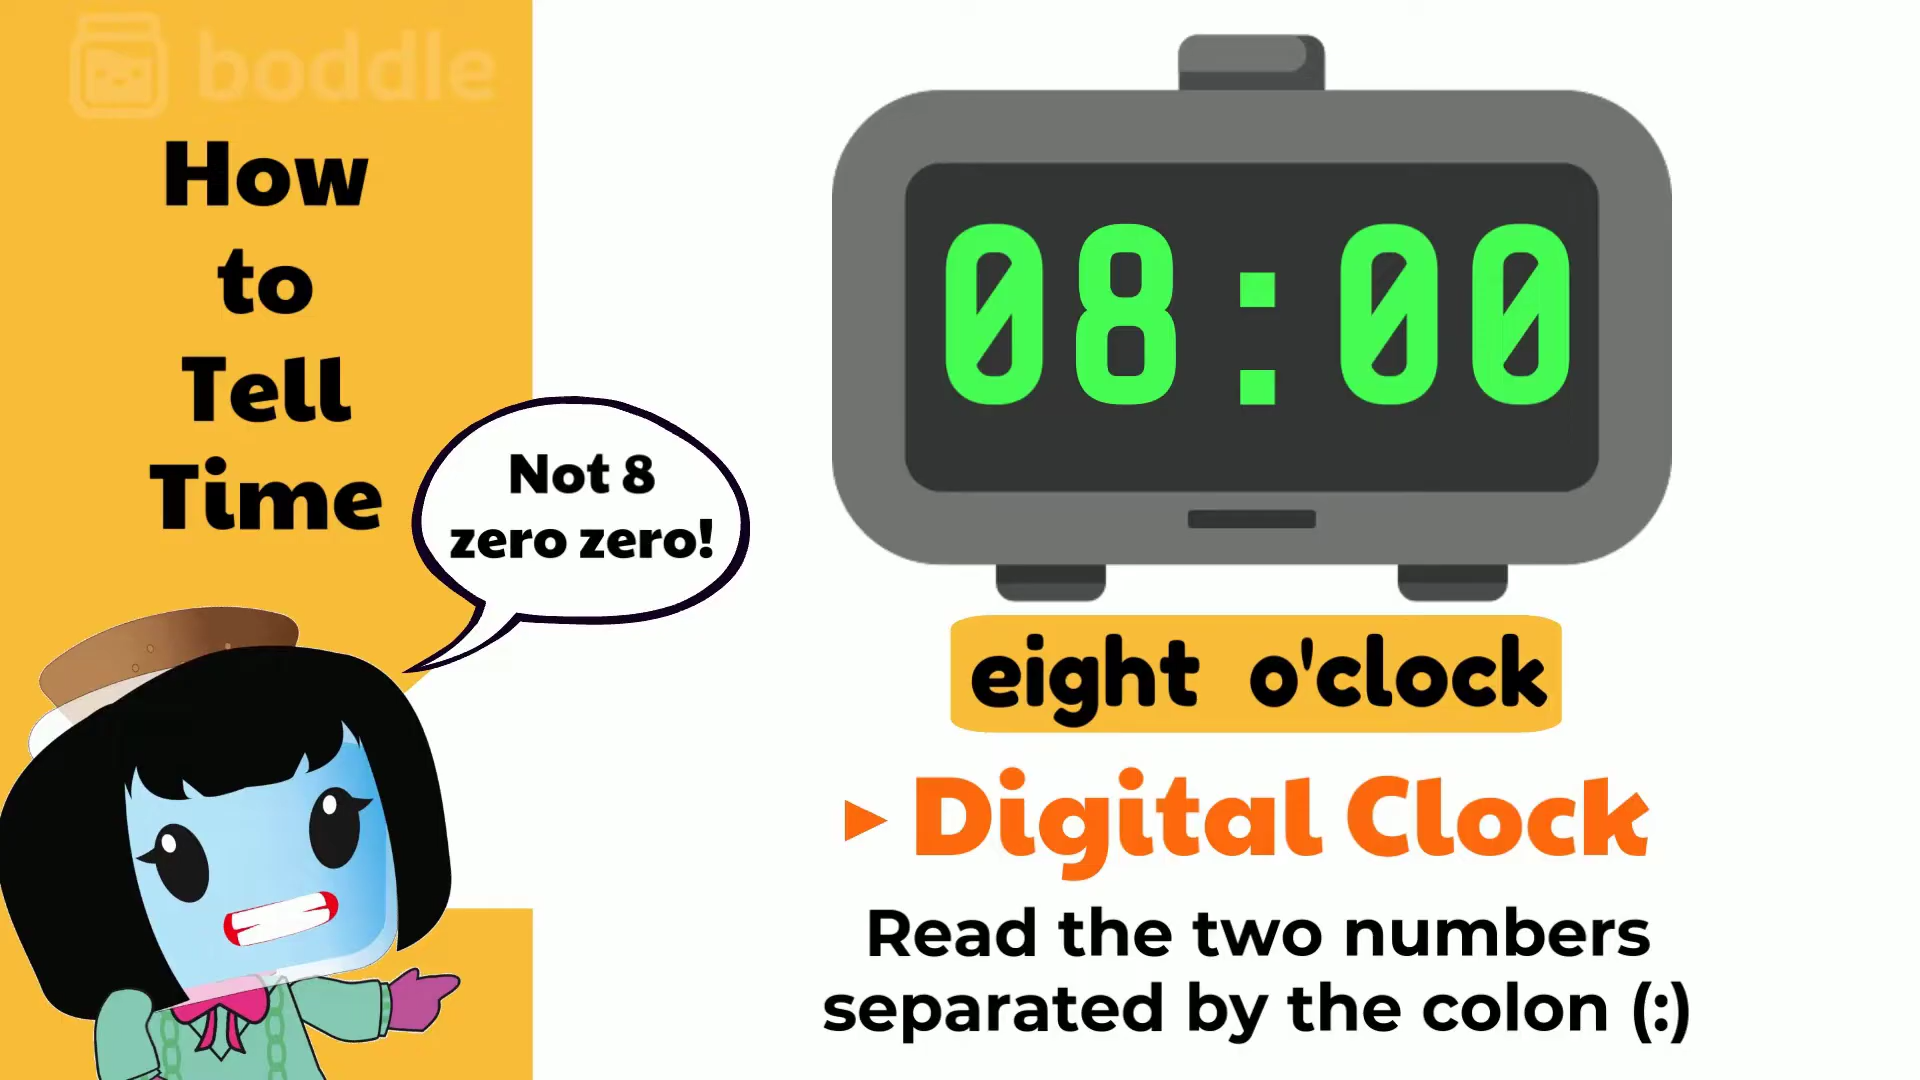 boddle
How
to
Tell
Time
Not 8
zero zero!
08:00
eight o'clock
▸ Digital Clock
Read the two numbers
separated by the colon (:)